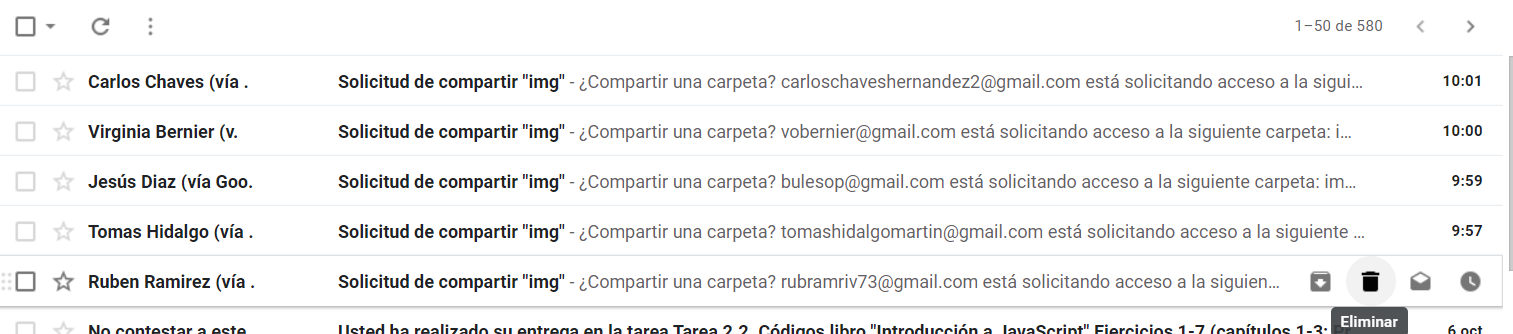 1–50 de 580
Carlos Chaves (vía . Solicitud de compartir "img" - ¿Compartir una carpeta? carloschaveshernandez2@gmail.com está solicitando acceso a la sigui… 10:01
Virginia Bernier (v. Solicitud de compartir "img" - ¿Compartir una carpeta? vobernier@gmail.com está solicitando acceso a la siguiente carpeta: i… 10:00
Jesús Diaz (vía Goo. Solicitud de compartir "img" - ¿Compartir una carpeta? bulesop@gmail.com está solicitando acceso a la siguiente carpeta: im… 9:59
Tomas Hidalgo (vía . Solicitud de compartir "img" - ¿Compartir una carpeta? tomashidalgomartin@gmail.com está solicitando acceso a la siguiente … 9:57
Ruben Ramirez (vía . Solicitud de compartir "img" - ¿Compartir una carpeta? rubramriv73@gmail.com está solicitando acceso a la siguien…
Eliminar
No contestar a este. Usted ha realizado su entrega en la tarea Tarea 2.2. Códigos libro "Introducción a JavaScript" Ejercicios 1-7 (capítulos 1-3: 6 oct